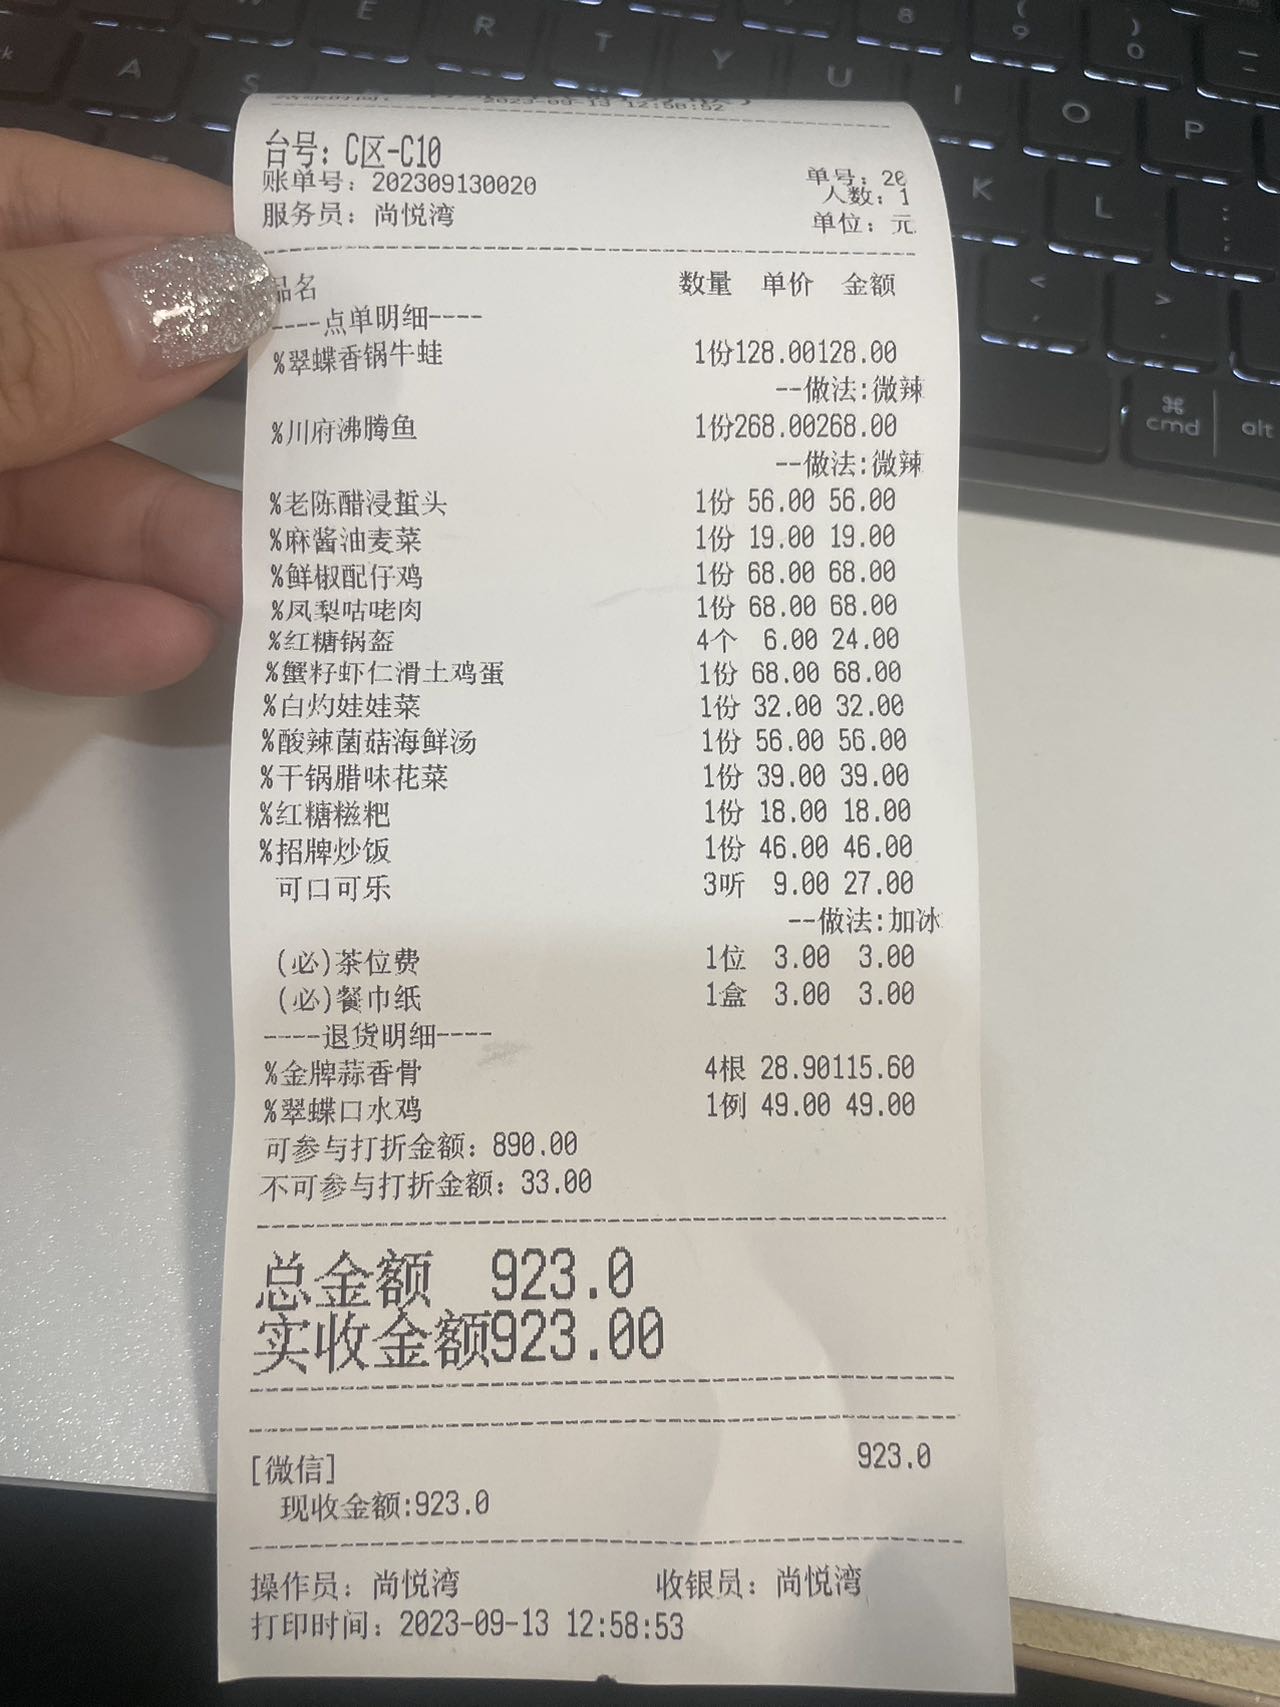 2023-09-13 12:58:52
台号: C区-C10
账单号: 202309130020 单号: 20
人数: 1
服务员: 尚悦湾 单位: 元
品名 数量 单价 金额
----点单明细----
%翠蝶香锅牛蛙 1份128.00128.00
--做法:微辣
%川府沸腾鱼 1份268.00268.00
--做法:微辣
%老陈醋浸蜇头 1份 56.00 56.00
%麻酱油麦菜 1份 19.00 19.00
%鲜椒配仔鸡 1份 68.00 68.00
%凤梨咕咾肉 1份 68.00 68.00
%红糖锅盔 4个 6.00 24.00
%蟹籽虾仁滑土鸡蛋 1份 68.00 68.00
%白灼娃娃菜 1份 32.00 32.00
%酸辣菌菇海鲜汤 1份 56.00 56.00
%干锅腊味花菜 1份 39.00 39.00
%红糖糍粑 1份 18.00 18.00
%招牌炒饭 1份 46.00 46.00
可口可乐 3听 9.00 27.00
--做法:加冰
(必)茶位费 1位 3.00 3.00
(必)餐巾纸 1盒 3.00 3.00
----退货明细----
%金牌蒜香骨 4根 28.90115.60
%翠蝶口水鸡 1例 49.00 49.00
可参与打折金额: 890.00
不可参与打折金额: 33.00
总金额 923.0
实收金额923.00
[微信] 923.0
现收金额:923.0
操作员: 尚悦湾 收银员: 尚悦湾
打印时间: 2023-09-13 12:58:53